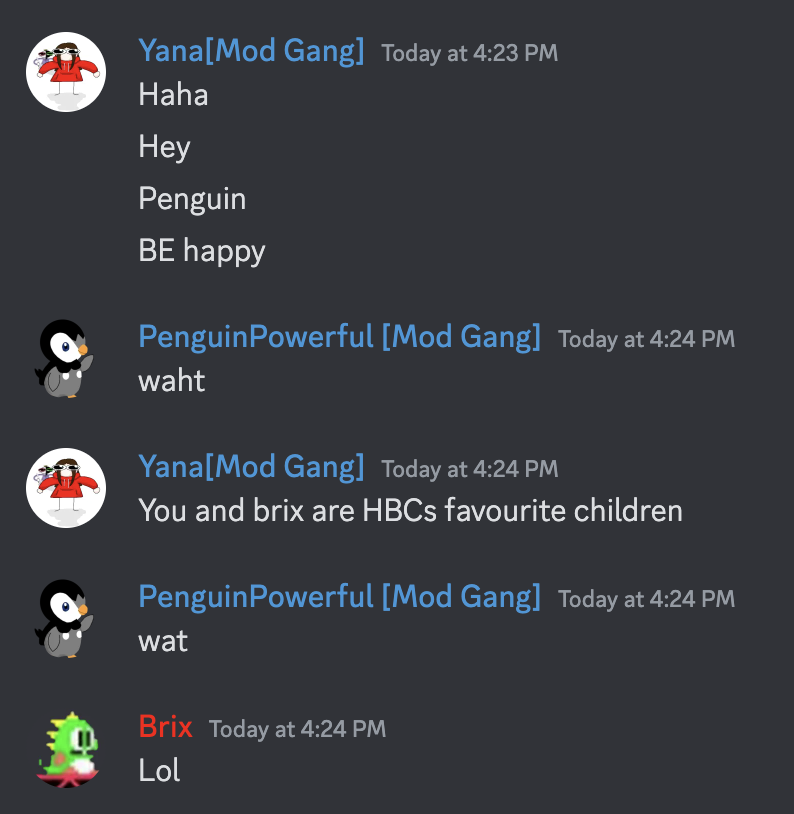 Yana[Mod Gang] Today at 4:23 PM
Haha
Hey
Penguin
BE happy
PenguinPowerful [Mod Gang] Today at 4:24 PM
waht
Yana[Mod Gang] Today at 4:24 PM
You and brix are HBCs favourite children
PenguinPowerful [Mod Gang] Today at 4:24 PM
wat
Brix Today at 4:24 PM
Lol